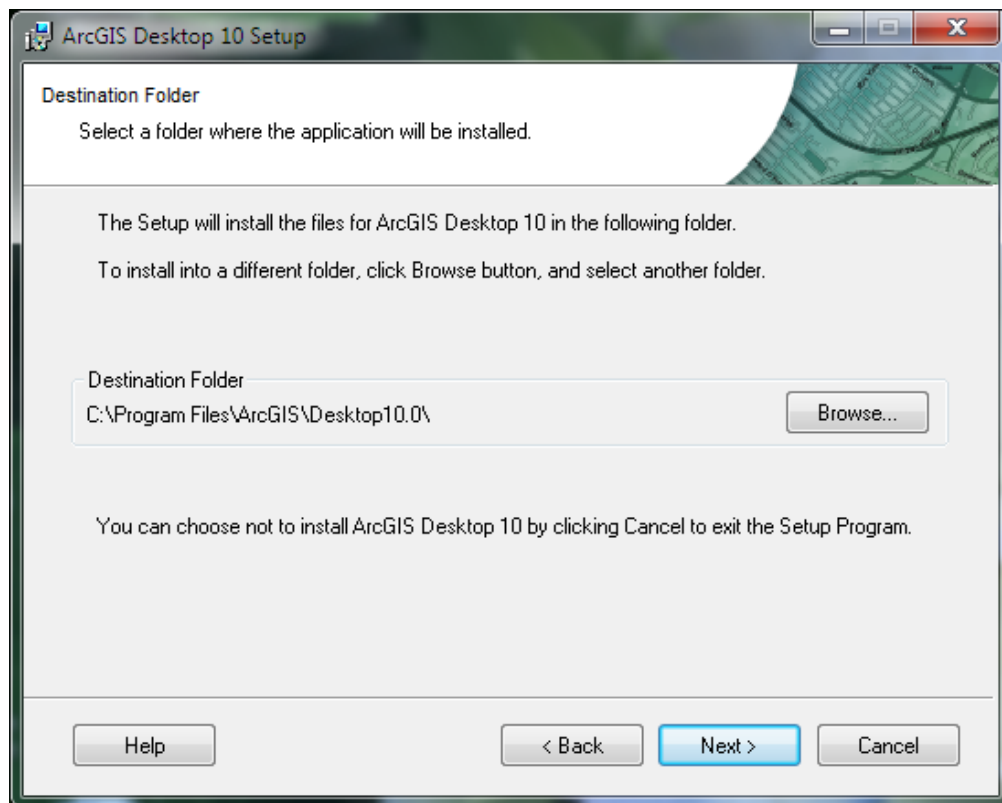 ArcGIS Desktop 10 Setup
Destination Folder
Select a folder where the application will be installed.
The Setup will install the files for ArcGIS Desktop 10 in the following folder.
To install into a different folder, click Browse button, and select another folder.
Destination Folder
C:\Program Files\ArcGIS\Desktop10.0\
Browse...
You can choose not to install ArcGIS Desktop 10 by clicking Cancel to exit the Setup Program.
Help
< Back
Next >
Cancel